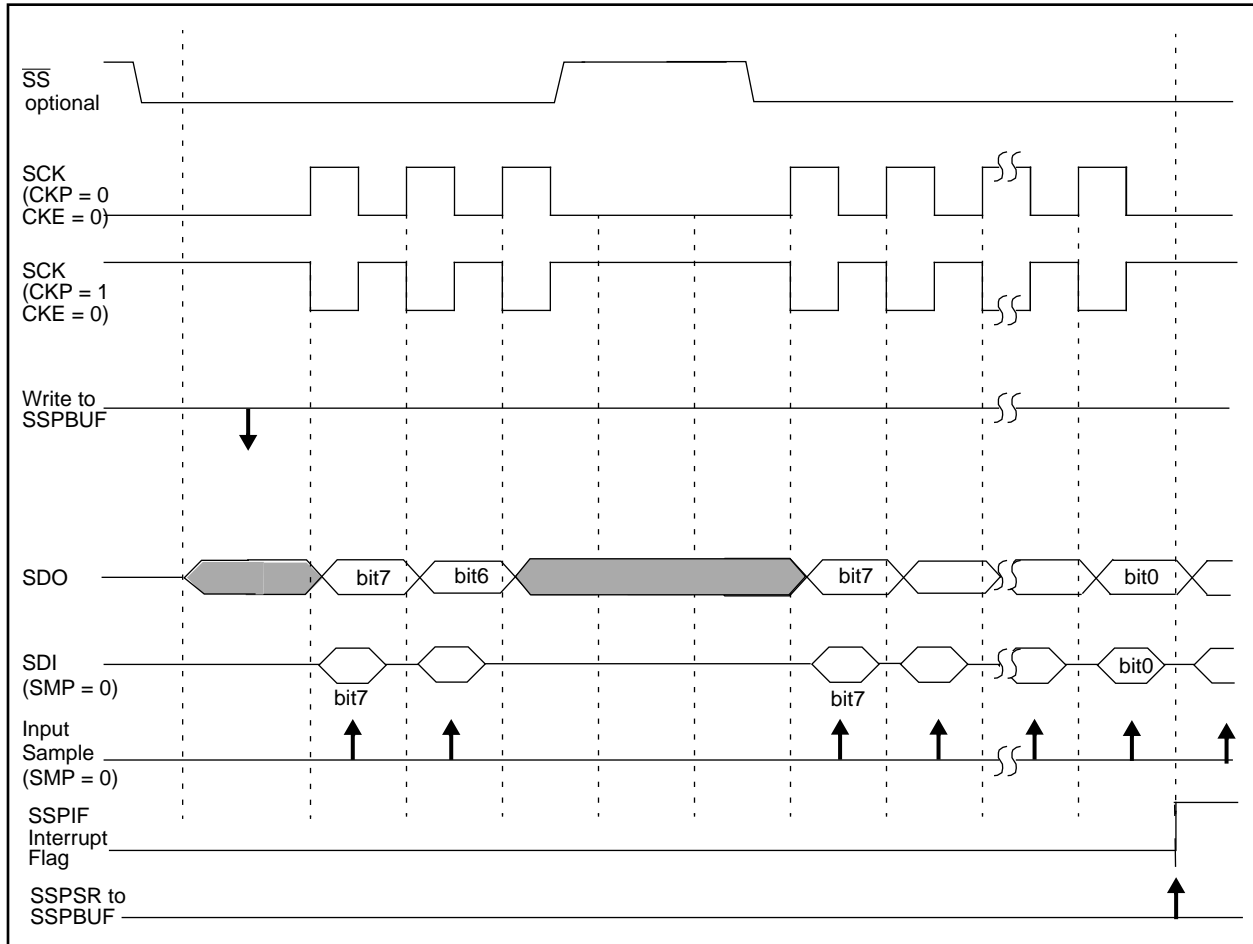 SS
optional
SCK
(CKP = 0
CKE = 0)
SCK
(CKP = 1
CKE = 0)
Write to
SSPBUF
SDO
bit7
bit6
bit7
bit0
SDI
(SMP = 0)
bit7
bit7
bit0
Input
Sample
(SMP = 0)
SSPIF
Interrupt
Flag
SSPSR to
SSPBUF